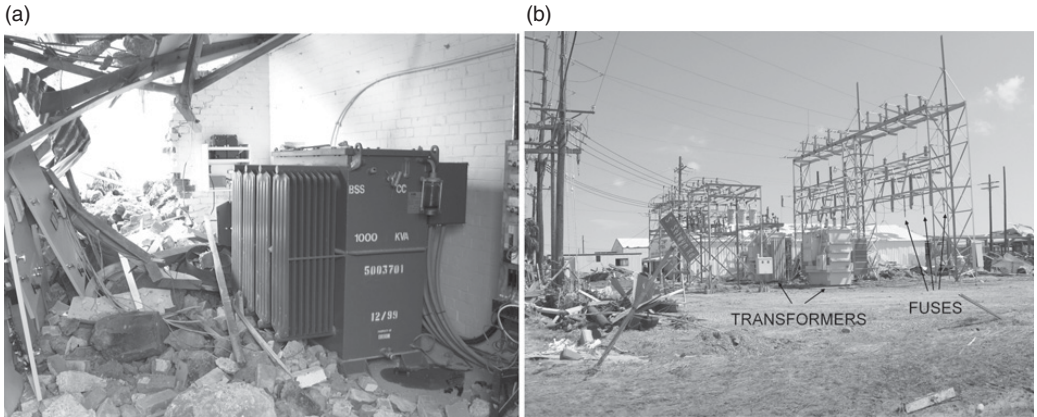 (a)
(b)
BSS CC
1000 KVA
5003701
12/99
TRANSFORMERS
FUSES